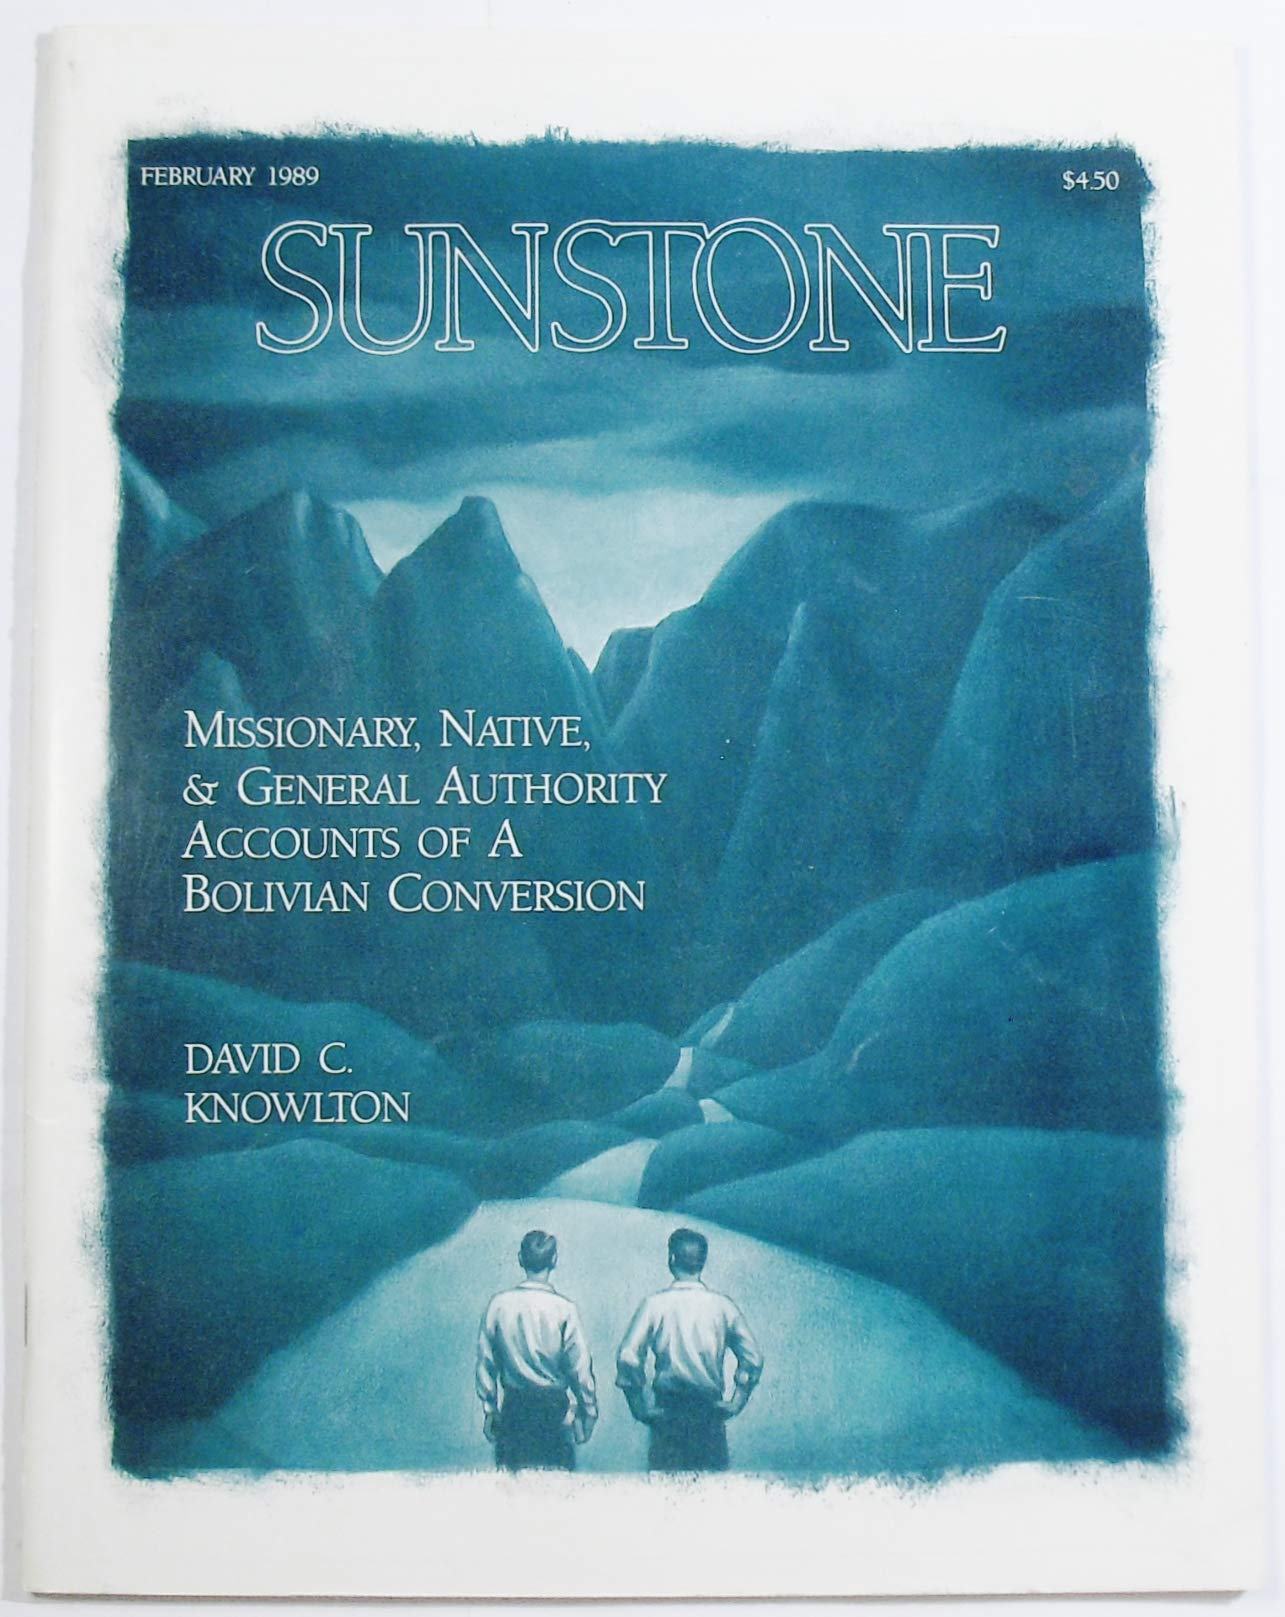 FEBRUARY 1989
$4.50
SUNSTONE
MISSIONARY, NATIVE,
& GENERAL AUTHORITY
ACCOUNTS OF A
BOLIVIAN CONVERSION
DAVID C.
KNOWLTON